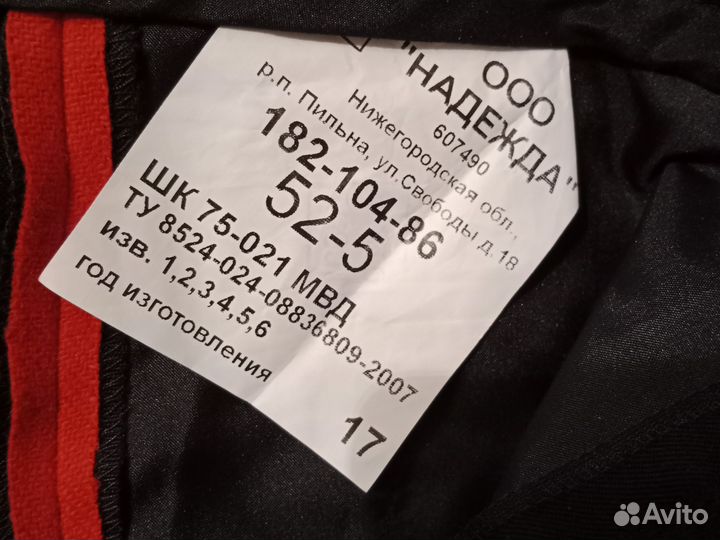 ООО
"НАДЕЖДА"
607490
Нижегородская обл.,
р.п. Пильна, ул.Свободы д. 18
182-104-86
52-5
ШК 75-021 МВД
ТУ 8524-024-08836809-2007
изв. 1,2,3,4,5,6
год изготовления
17
Avito